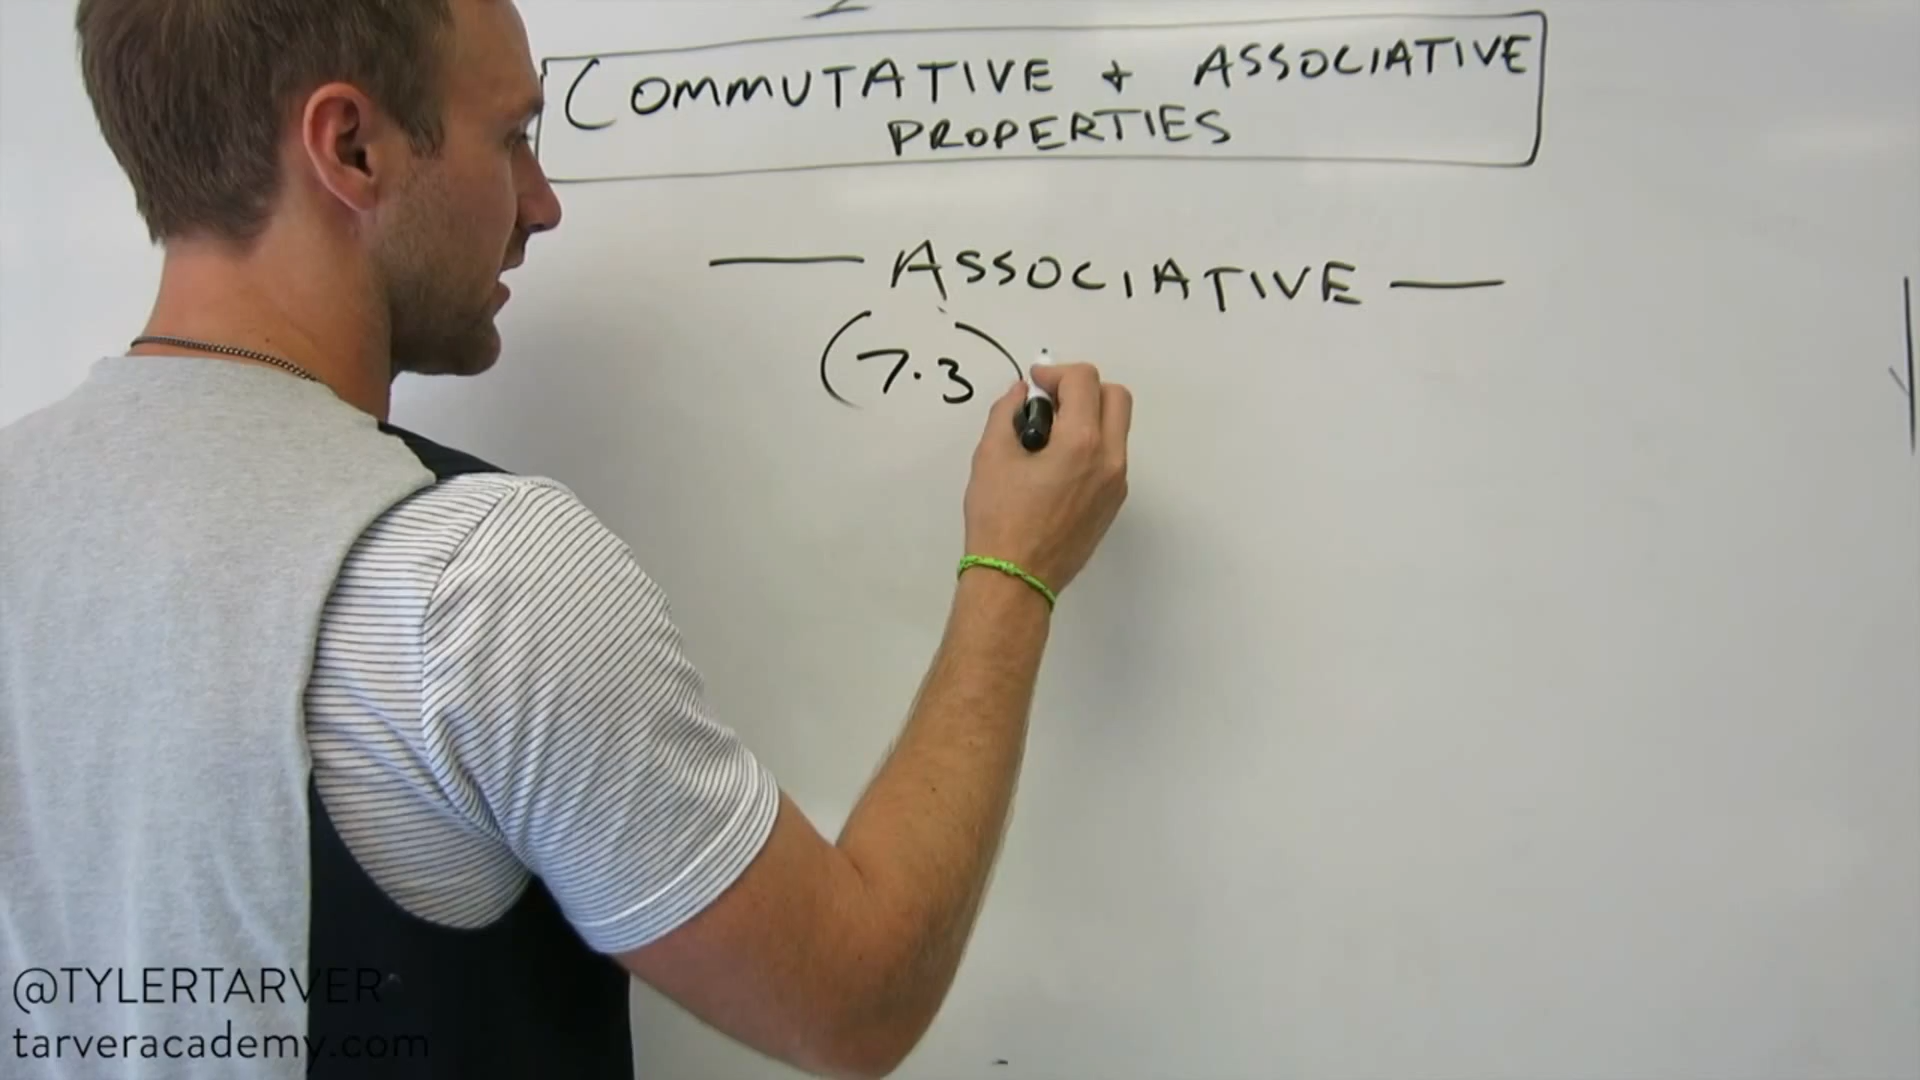 COMMUTATIVE + ASSOCIATIVE
PROPERTIES
— ASSOCIATIVE —
(7·3)
@TYLERTARVER
tarveracademy.com